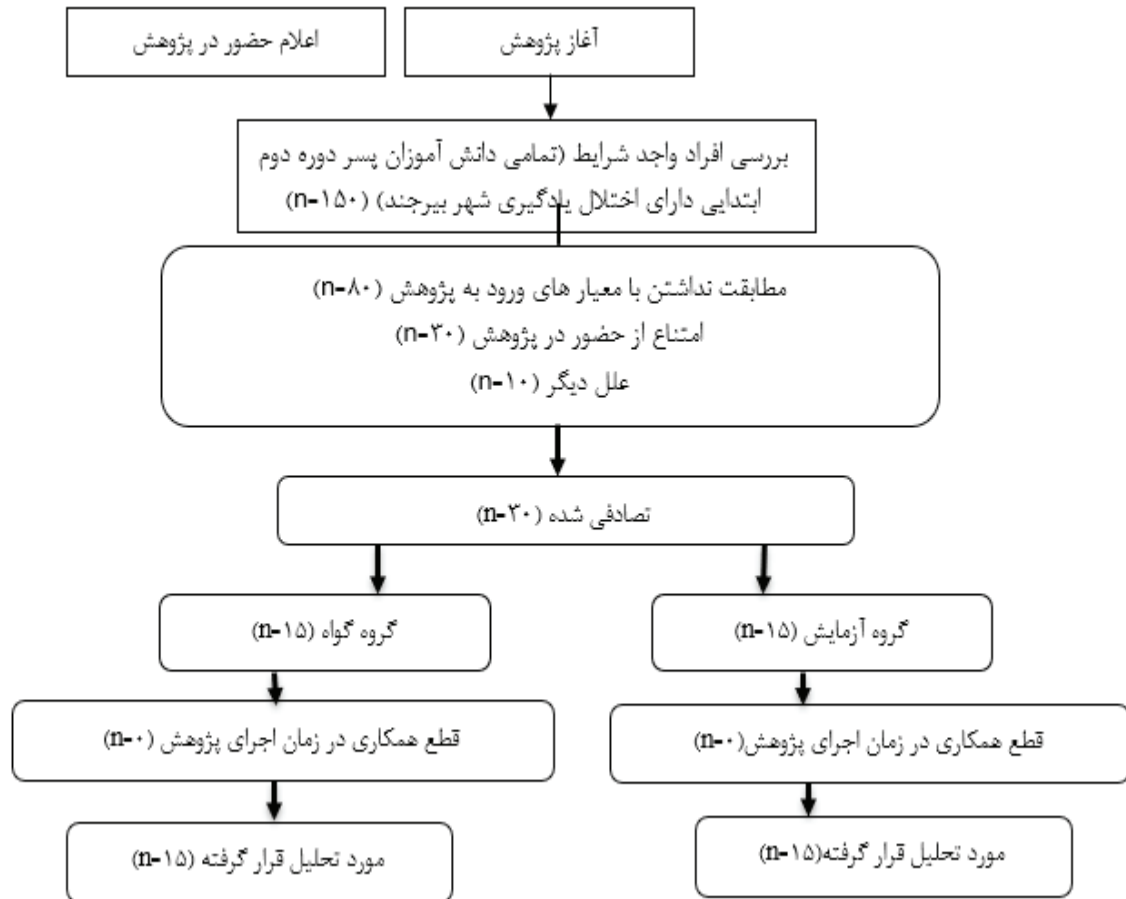 آغاز پژوهش
اعلام حضور در پژوهش
بررسی افراد واجد شرایط (تمامی دانش آموزان پسر دوره دوم
ابتدایی دارای اختلال یادگیری شهر بیرجند) (n-۱۵۰)
مطابقت نداشتن با معیار های ورود به پژوهش (n-۸۰)
امتناع از حضور در پژوهش (n-۳۰)
علل دیگر (n-۱۰)
تصادفی شده (n-۳۰)
گروه آزمایش (n-۱۵)
گروه گواه (n-۱۵)
قطع همکاری در زمان اجرای پژوهش(n-۰)
قطع همکاری در زمان اجرای پژوهش (n-۰)
مورد تحلیل قرار گرفته(n-۱۵)
مورد تحلیل قرار گرفته (n-۱۵)